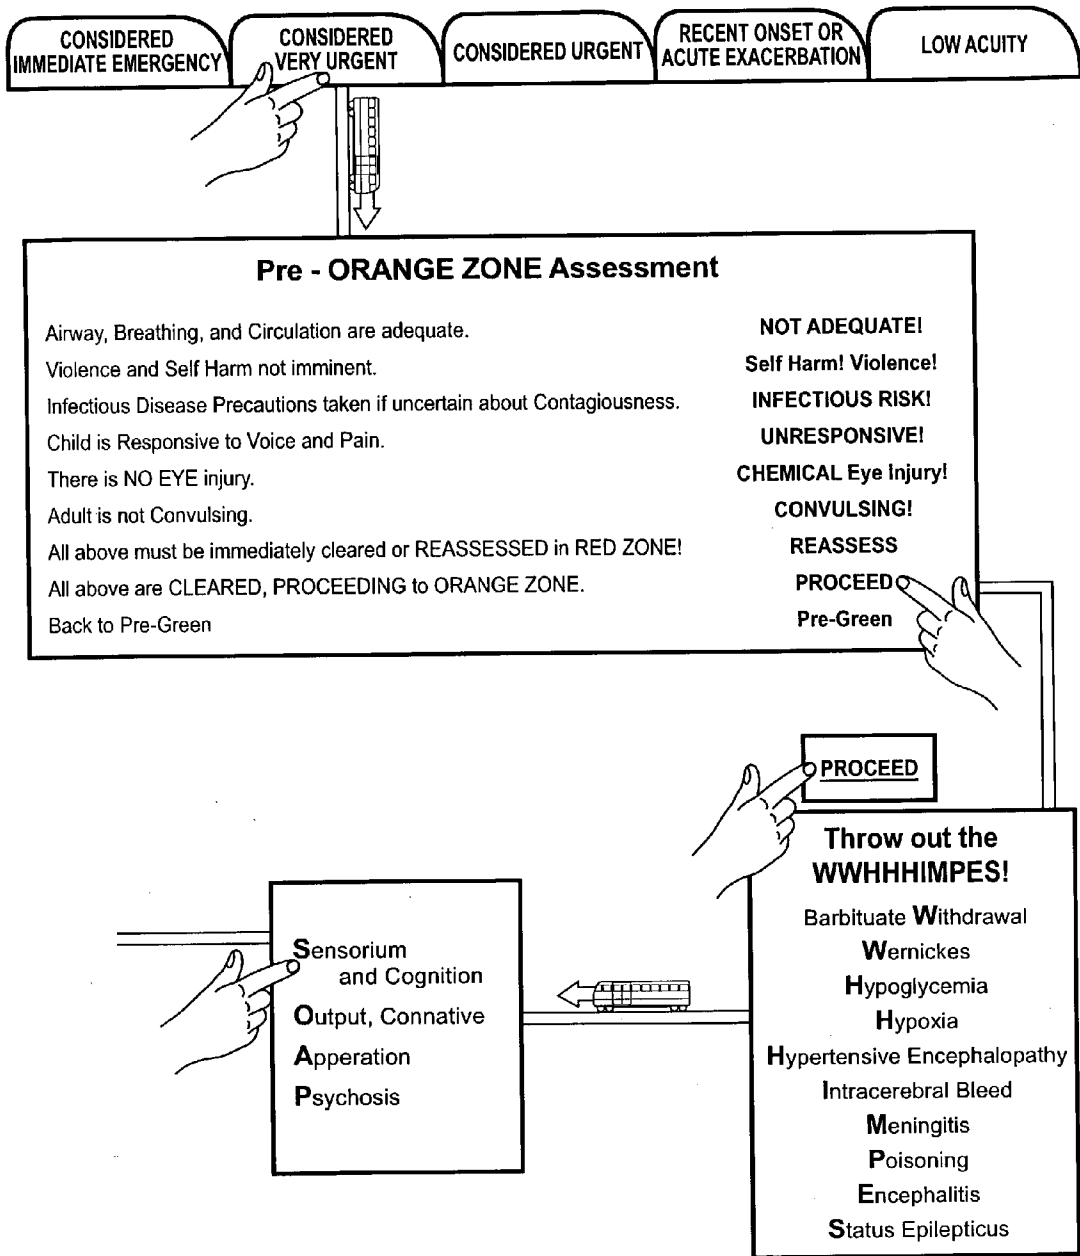 CONSIDERED
IMMEDIATE EMERGENCY
CONSIDERED
VERY URGENT
CONSIDERED URGENT
RECENT ONSET OR
ACUTE EXACERBATION
LOW ACUITY
Pre - ORANGE ZONE Assessment
Airway, Breathing, and Circulation are adequate. NOT ADEQUATE!
Violence and Self Harm not imminent. Self Harm! Violence!
Infectious Disease Precautions taken if uncertain about Contagiousness. INFECTIOUS RISK!
Child is Responsive to Voice and Pain. UNRESPONSIVE!
There is NO EYE injury. CHEMICAL Eye Injury!
Adult is not Convulsing. CONVULSING!
All above must be immediately cleared or REASSESSED in RED ZONE! REASSESS
All above are CLEARED, PROCEEDING to ORANGE ZONE. PROCEED
Back to Pre-Green Pre-Green
PROCEED
Throw out the
WWHHHIMPES!
Barbituate Withdrawal
Wernickes
Hypoglycemia
Hypoxia
Hypertensive Encephalopathy
Intracerebral Bleed
Meningitis
Poisoning
Encephalitis
Status Epilepticus
Sensorium
and Cognition
Output, Connative
Apperation
Psychosis